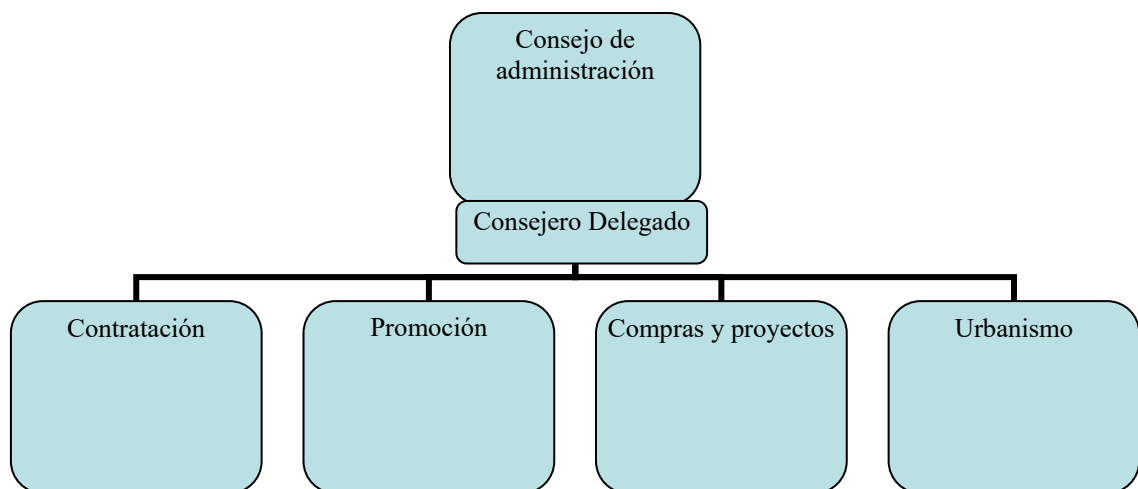 Consejo de
administración
Consejero Delegado
Contratación
Promoción
Compras y proyectos
Urbanismo